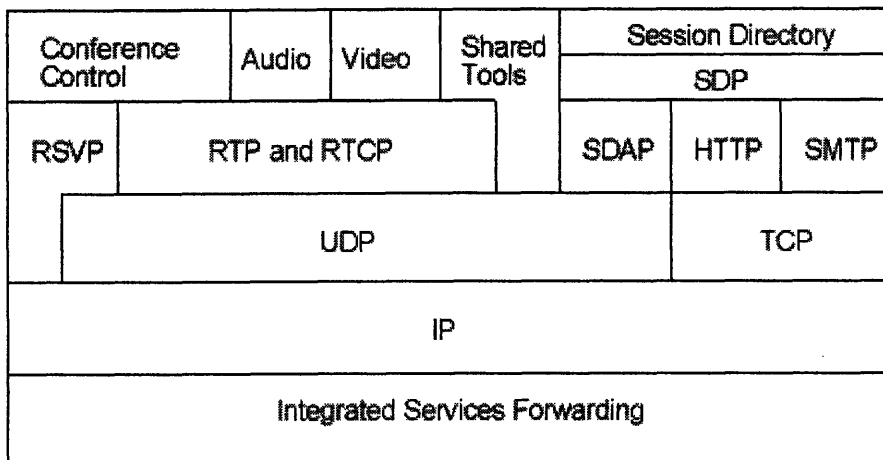 Conference
Control
Audio
Video
Shared
Tools
Session Directory
SDP
RSVP
RTP and RTCP
SDAP
HTTP
SMTP
UDP
TCP
IP
Integrated Services Forwarding